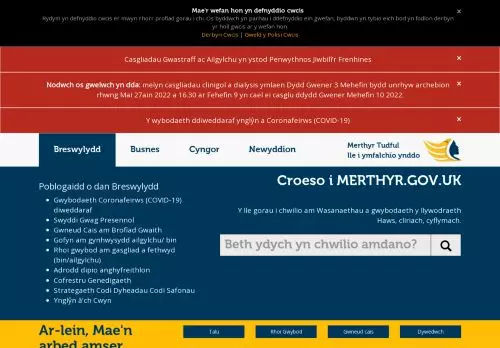 Mae'r wefan hon yn defnyddio cwcis
Rydym yn defnyddio cwcis er mwyn rhoi'r profiad gorau i chi. Os byddwch yn parhau i ddefnyddio ein gwefan, byddwn yn tybio eich bod yn fodlon derbyn
yr holl gwcis ar y wefan hon.
Derbyn Cwcis | Gweld y Polisi Cwcis
Casgliadau Gwastraff ac Ailgylchu yn ystod Penwythnos Jiwbilî'r Frenhines ×
Nodwch os gwelwch yn dda: meiyn casgliadau clinigol a dialysis ymlaen Dydd Gwener 3 Mehefin bydd unrhyw archebion ×
rhwng Mai 27ain 2022 a 16.30 ar Fehefin 9 yn cael ei casglu ddydd Gwener Mehefin 10 2022.
Y wybodaeth ddiweddaraf ynglŷn a Coronafeirws (COVID-19) ×
Breswylydd
Busnes
Cyngor
Newyddion
Merthyr Tudful
lle i ymfalchïo ynddo
Poblogaidd o dan Breswylydd
Gwybodaeth Coronafeirws (COVID-19)
diweddaraf
Swyddi Gwag Presennol
Gwneud Cais am Brofiad Gwaith
Gofyn am gynhwysydd ailgylchu/ bin
Rhoi gwybod am gasgliad a fethwyd
(bin/ailgylchu)
Adrodd dipio anghyfreithlon
Cofrestru Genedigaeth
Strategaeth Codi Dyheadau Codi Safonau
Ynglŷn â'ch Cwyn
Croeso i MERTHYR.GOV.UK
Y lle gorau i chwilio am Wasanaethau a gwybodaeth y llywodraeth
Haws, cliriach, cyflymach.
Beth ydych yn chwilio amdano?
Ar-lein, Mae'n
arbed amser
Talu
Rhoi Gwybod
Gwneud Cais
Dywedwch